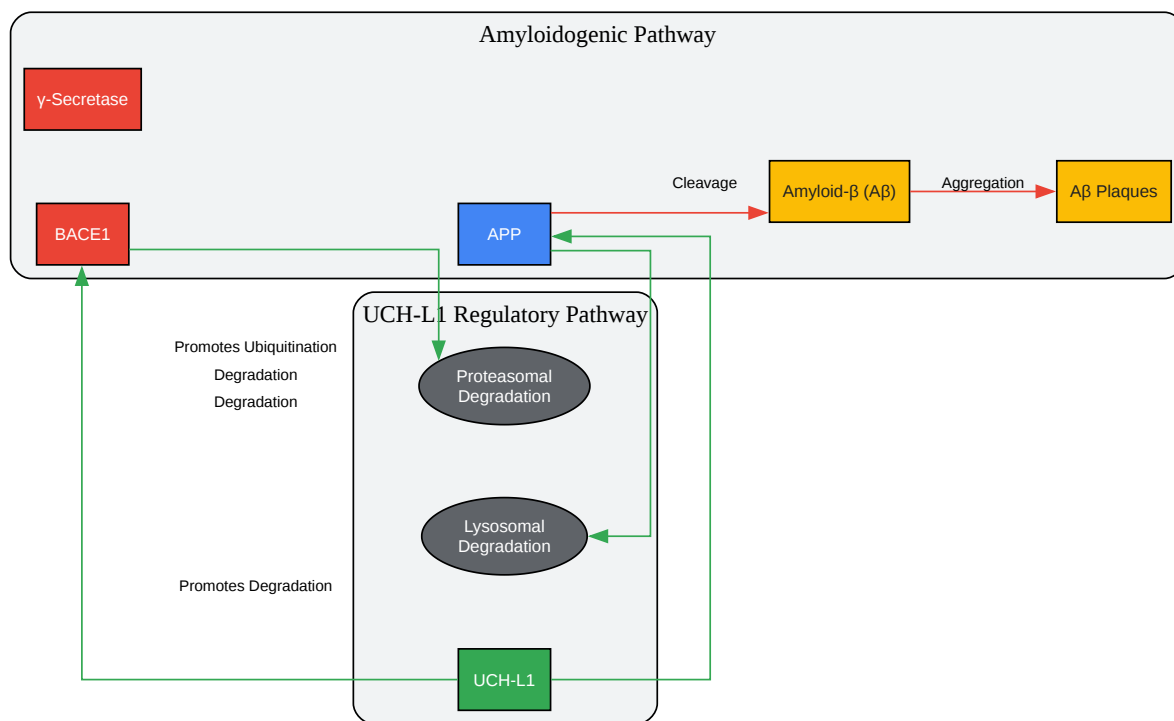 Amyloidogenic Pathway
γ-Secretase
Cleavage
Amyloid-β (Aβ)
Aggregation
Aβ Plaques
BACE1
APP
UCH-L1 Regulatory Pathway
Promotes Ubiquitination
Degradation
Degradation
Proteasomal
Degradation
Lysosomal
Degradation
Promotes Degradation
UCH-L1